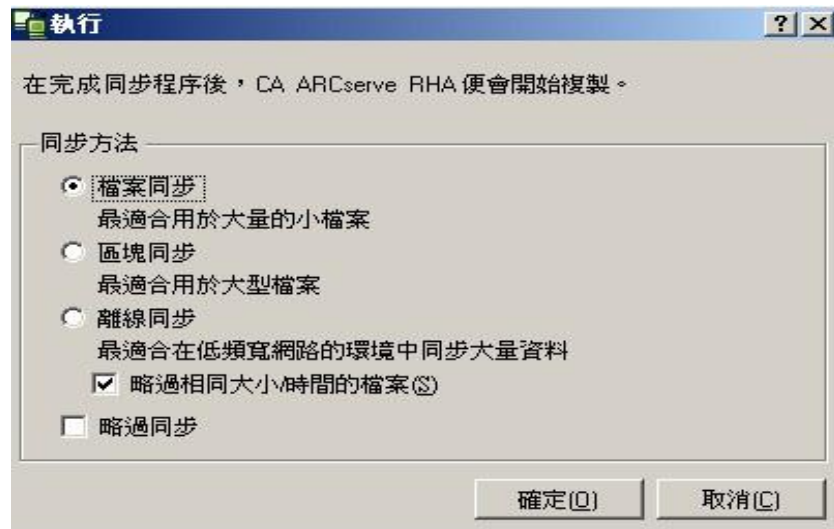 執行
在完成同步程序後，CA ARCserve RHA 便會開始複製。
同步方法
檔案同步
最適合用於大量的小檔案
區塊同步
最適合用於大型檔案
離線同步
最適合在低頻寬網路的環境中同步大量資料
略過相同大小/時間的檔案(S)
略過同步
確定(O) 取消(C)